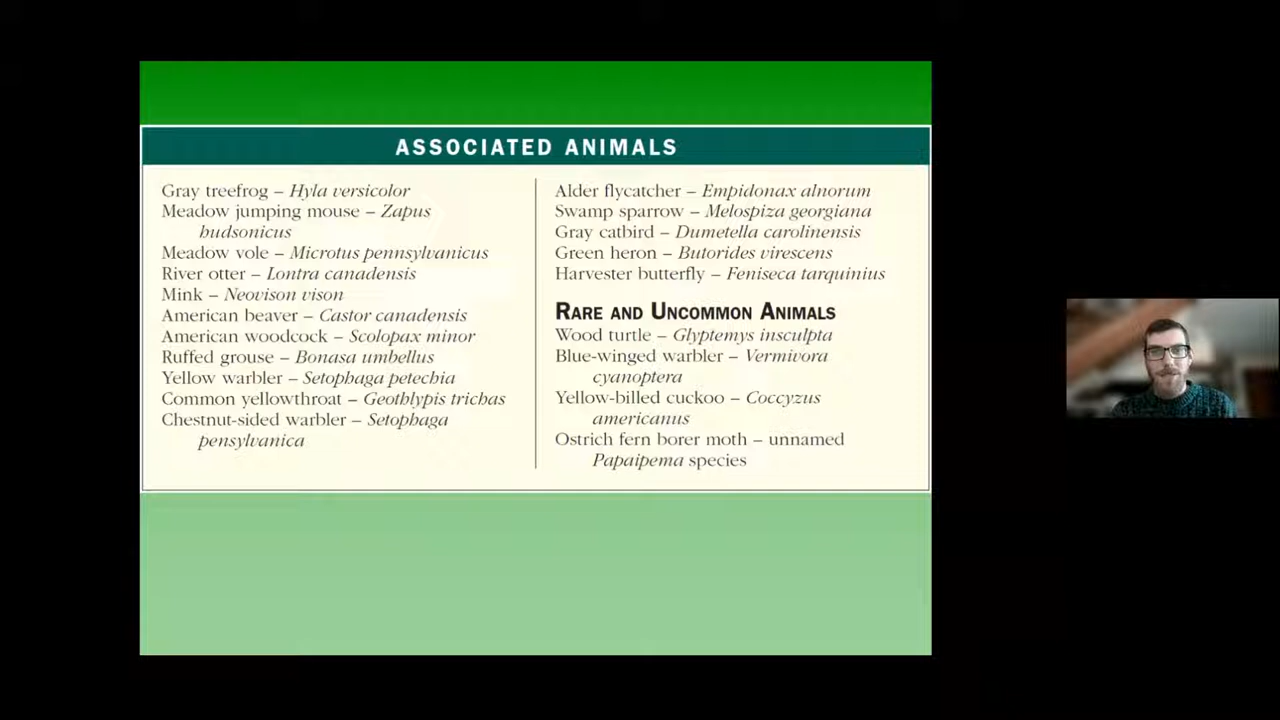 ASSOCIATED ANIMALS
Gray treefrog – Hyla versicolor
Meadow jumping mouse – Zapus
hudsonicus
Meadow vole – Microtus pennsylvanicus
River otter – Lontra canadensis
Mink – Neovison vison
American beaver – Castor canadensis
American woodcock – Scolopax minor
Ruffed grouse – Bonasa umbellus
Yellow warbler – Setophaga petechia
Common yellowthroat – Geothlypis trichas
Chestnut-sided warbler – Setophaga
pensylvanica
Alder flycatcher – Empidonax alnorum
Swamp sparrow – Melospiza georgiana
Gray catbird – Dumetella carolinensis
Green heron – Butorides virescens
Harvester butterfly – Feniseca tarquinius
RARE AND UNCOMMON ANIMALS
Wood turtle – Glyptemys insculpta
Blue-winged warbler – Vermivora
cyanoptera
Yellow-billed cuckoo – Coccyzus
americanus
Ostrich fern borer moth – unnamed
Papaipema species